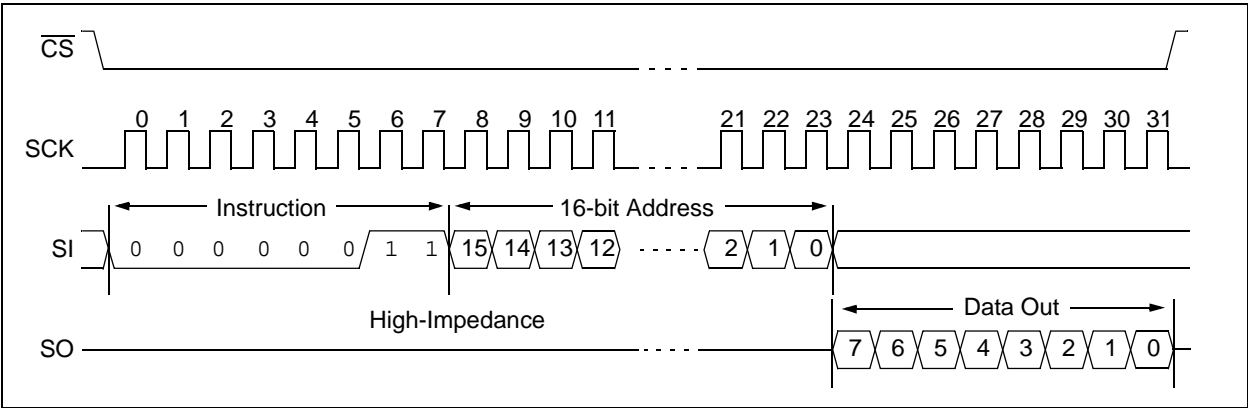 CS
0 1 2 3 4 5 6 7 8 9 10 11 21 22 23 24 25 26 27 28 29 30 31
SCK
Instruction 16-bit Address
SI 0 0 0 0 0 0 1 1 15 14 13 12 2 1 0
Data Out
High-Impedance
SO 7 6 5 4 3 2 1 0